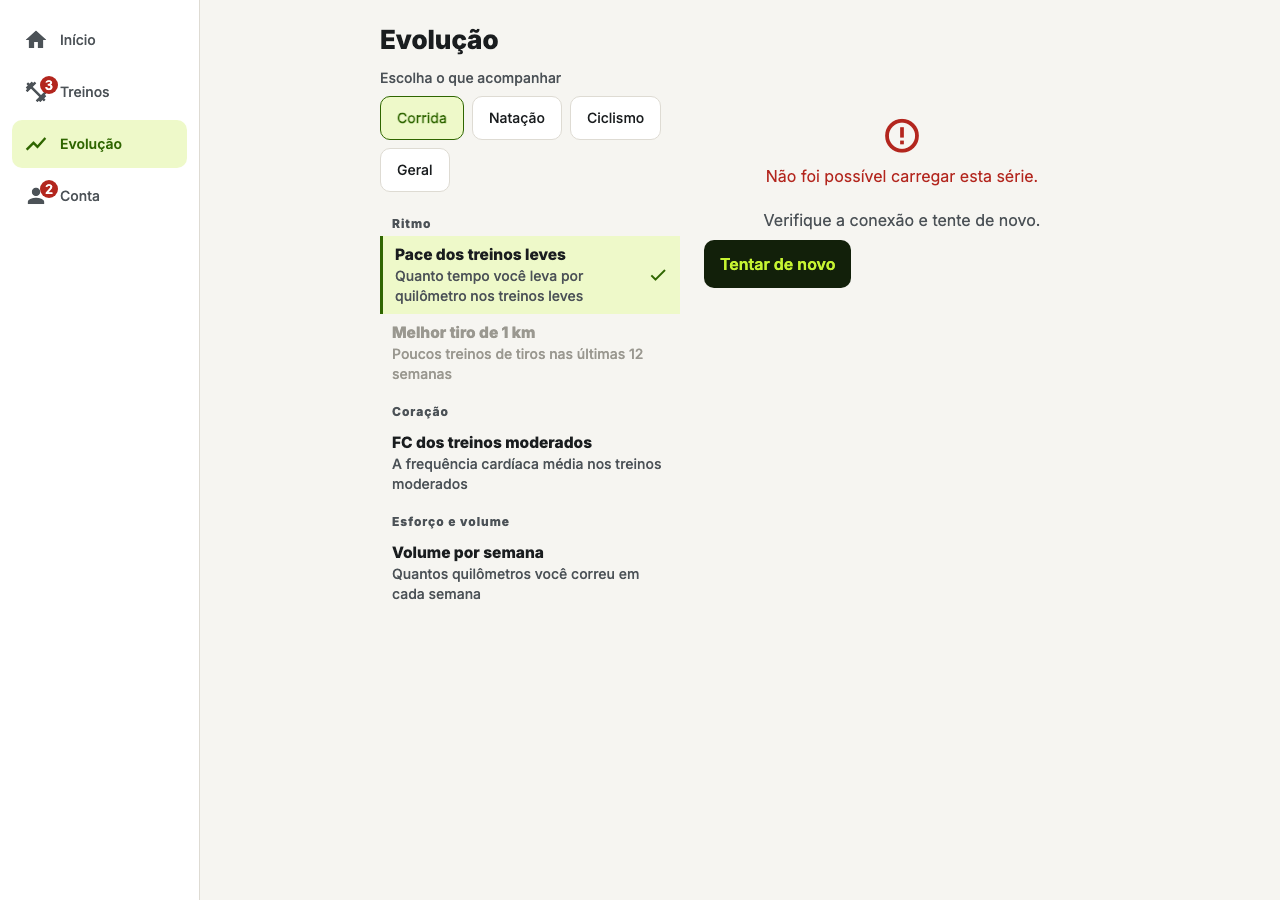 Início
3
Treinos
Evolução
2
Conta
Evolução
Escolha o que acompanhar
Corrida
Natação
Ciclismo
Geral
Ritmo
Pace dos treinos leves
Quanto tempo você leva por
quilômetro nos treinos leves
Melhor tiro de 1 km
Poucos treinos de tiros nas últimas 12
semanas
Coração
FC dos treinos moderados
A frequência cardíaca média nos treinos
moderados
Esforço e volume
Volume por semana
Quantos quilômetros você correu em
cada semana
Não foi possível carregar esta série.
Verifique a conexão e tente de novo.
Tentar de novo